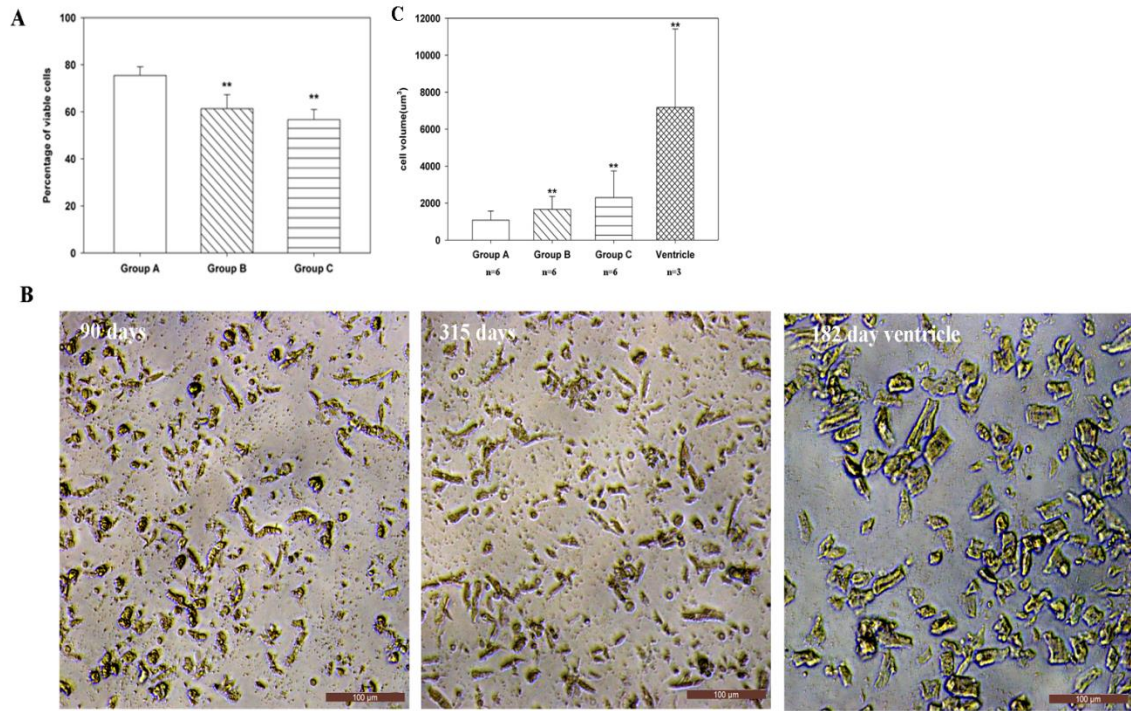 A
Percentage of viable cells
100
80
60
40
20
0
**
**
Group A
Group B
Group C
C
cell volume(um³)
12000
10000
8000
6000
4000
2000
0
**
**
**
Group A
Group B
Group C
Ventricle
n=6
n=6
n=6
n=3
B
90 days
315 days
182 day ventricle
100 µm
100 µm
100 µm